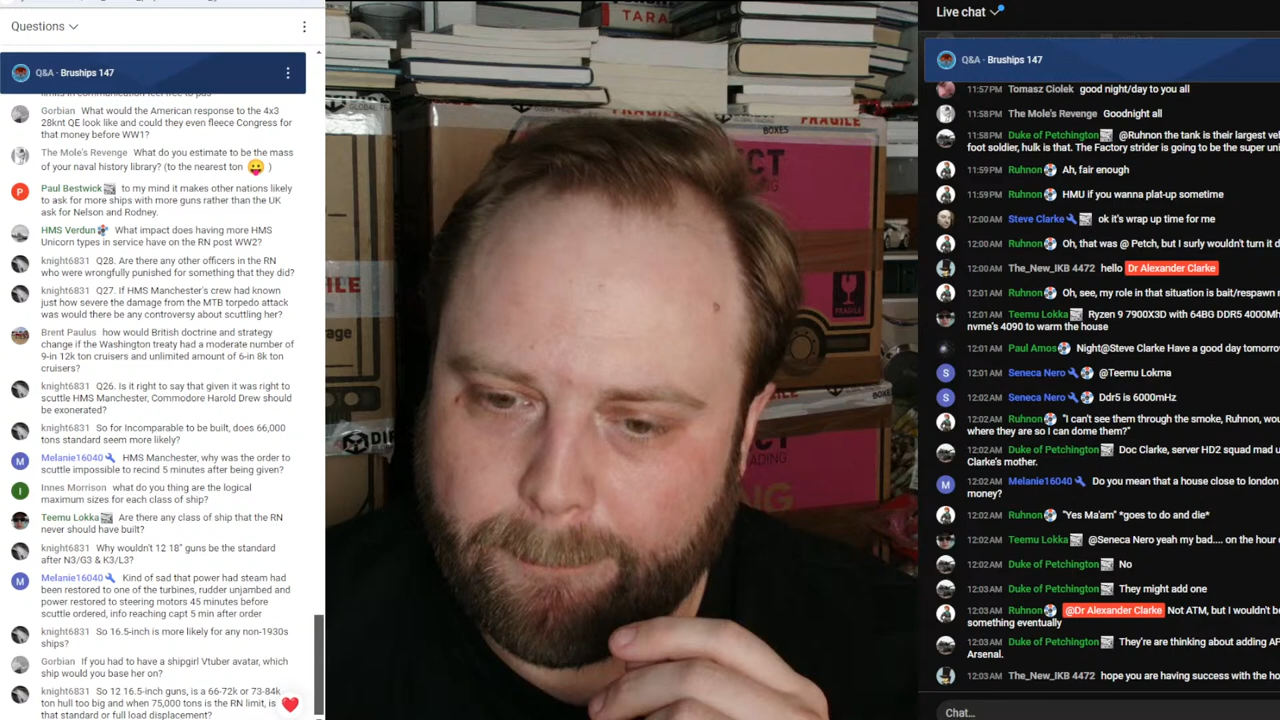 Questions
Q&A · Bruships 147
Gorbian What would the American response to the 4x3
28knt QE look like and could they even fleece Congress for
that money before WW1?
The Mole's Revenge What do you estimate to be the mass
of your naval history library? (to the nearest ton 😛 )
Paul Bestwick to my mind it makes other nations likely
to ask for more ships with more guns rather than the UK
ask for Nelson and Rodney.
HMS Verdun What impact does having more HMS
Unicorn types in service have on the RN post WW2?
knight6831 Q28. Are there any other officers in the RN
who were wrongfully punished for something that they did?
knight6831 Q27. If HMS Manchester's crew had known
just how severe the damage from the MTB torpedo attack
was would there be any controversy about scuttling her?
Brent Paulus how would British doctrine and strategy
change if the Washington treaty had a moderate number of
9-in 12k ton cruisers and unlimited amount of 6-in 8k ton
cruisers?
knight6831 Q26. Is it right to say that given it was right to
scuttle HMS Manchester, Commodore Harold Drew should
be exonerated?
knight6831 So for Incomparable to be built, does 66,000
tons standard seem more likely?
Melanie16040 HMS Manchester, why was the order to
scuttle impossible to recind 5 minutes after being given?
Innes Morrison what do you thing are the logical
maximum sizes for each class of ship?
Teemu Lokka Are there any class of ship that the RN
never should have built?
knight6831 Why wouldn't 12 18" guns be the standard
after N3/G3 & K3/L3?
Melanie16040 Kind of sad that power had steam had
been restored to one of the turbines, rudder unjambed and
power restored to steering motors 45 minutes before
scuttle ordered, info reaching capt 5 min after order
knight6831 So 16.5-inch is more likely for any non-1930s
ships?
Gorbian If you had to have a shipgirl Vtuber avatar, which
ship would you base her on?
knight6831 So 12 16.5-inch guns, is a 66-72k or 73-84k
ton hull too big and when 75,000 tons is the RN limit, is
that standard or full load displacement?
TARA
FRAGILE
FRAGILE
BOXES
Live chat
Q&A · Bruships 147
11:57PM Tomasz Ciolek good night/day to you all
11:58PM The Mole's Revenge Goodnight all
11:58PM Duke of Petchington @Ruhnon the tank is their largest ve
foot soldier, hulk is that. The Factory strider is going to be the super uni
11:59PM Ruhnon Ah, fair enough
11:59PM Ruhnon HMU if you wanna plat-up sometime
12:00AM Steve Clarke ok it's wrap up time for me
12:00AM Ruhnon Oh, that was @ Petch, but I surly wouldn't turn it d
12:00AM The_New_IKB 4472 hello Dr Alexander Clarke
12:01AM Ruhnon Oh, see, my role in that situation is bait/respawn r
12:01AM Teemu Lokka Ryzen 9 7900X3D with 64BG DDR5 4000Mh
nvme's 4090 to warm the house
12:01AM Paul Amos Night@Steve Clarke Have a good day tomorro
12:01AM Seneca Nero @Teemu Lokma
12:01AM Seneca Nero Ddr5 is 6000mHz
12:02AM Ruhnon "I can't see them through the smoke, Ruhnon, wou
where they are so I can dome them?"
12:02AM Duke of Petchington Doc Clarke, server HD2 squad mad u
Clarke's mother.
12:02AM Melanie16040 Do you mean that a house close to london
money?
12:02AM Ruhnon "Yes Ma'am" *goes to do and die*
12:02AM Teemu Lokka @Seneca Nero yeah my bad.... on the hour o
12:02AM Duke of Petchington No
12:03AM Duke of Petchington They might add one
12:03AM Ruhnon @Dr Alexander Clarke Not ATM, but I wouldn't b
something eventually
12:03AM Duke of Petchington They're thinking about adding AP
Arsenal.
12:03AM The_New_IKB 4472 hope you are having success with the ho
Chat...